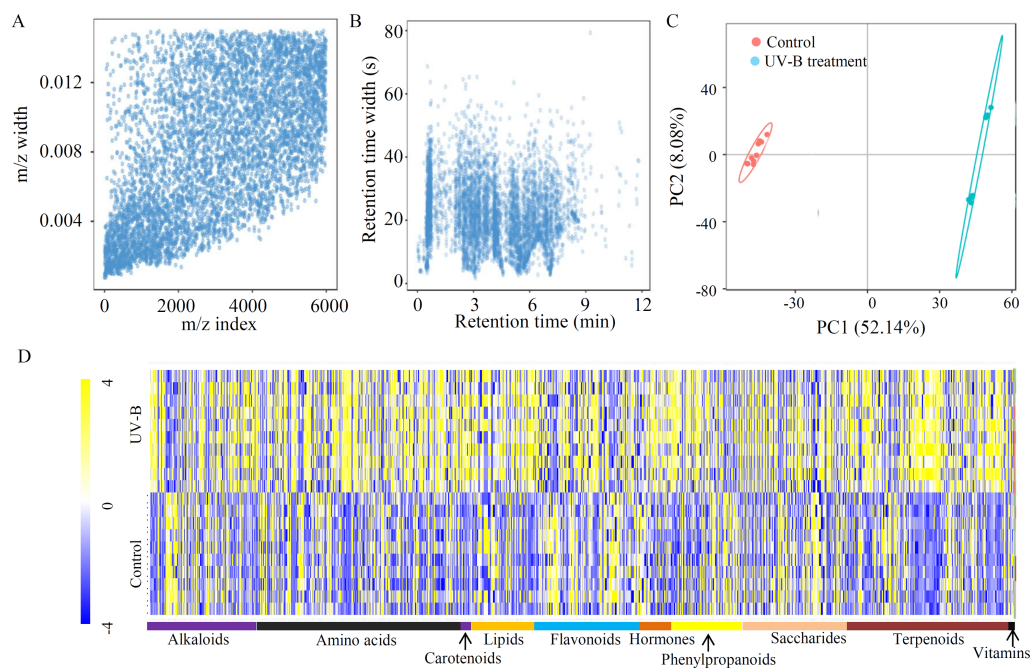 A
m/z width
0.012
0.008
0.004
0
2000
4000
6000
m/z index
B
Retention time width (s)
80
60
40
20
0
0
3
6
9
12
Retention time (min)
C
Control
UV-B treatment
PC2 (8.08%)
40
0
-40
-80
-30
0
30
60
PC1 (52.14%)
D
4
0
-4
UV-B
Control
Alkaloids
Amino acids
Carotenoids
Lipids
Flavonoids
Hormones
Phenylpropanoids
Saccharides
Terpenoids
Vitamins